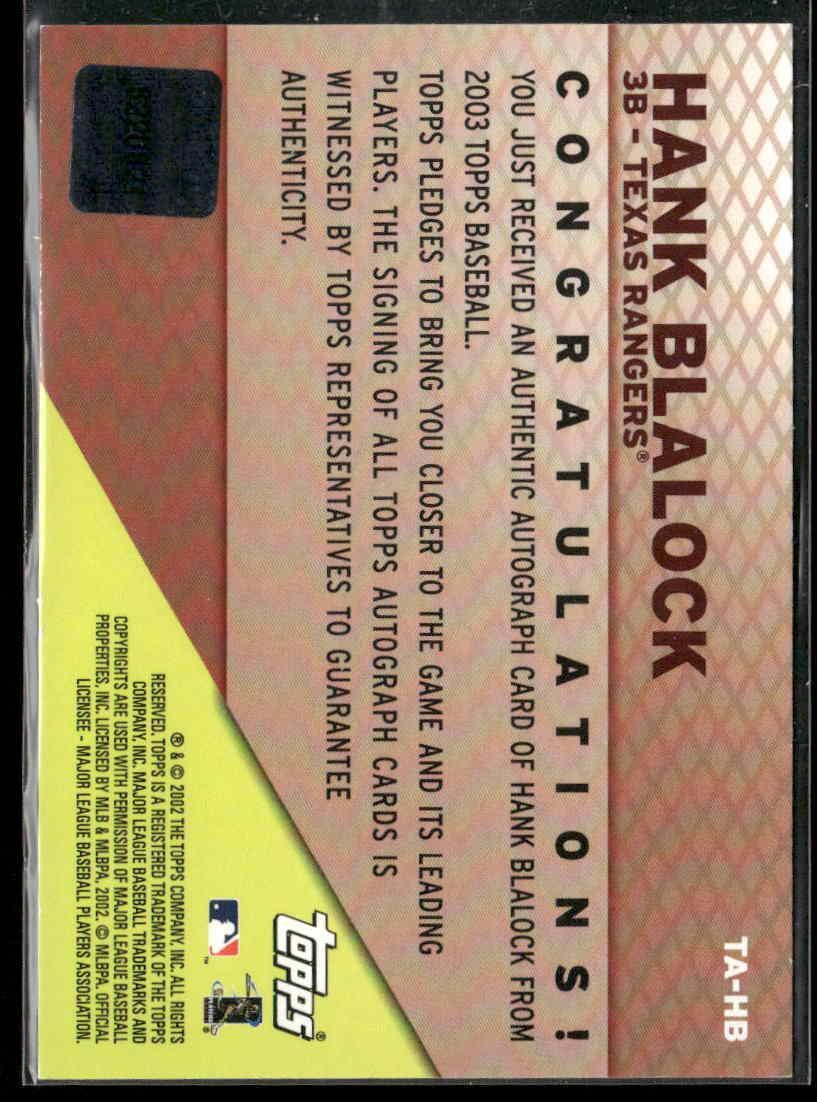 TA-HB
HANK BLALOCK
3B - TEXAS RANGERS®
CONGRATULATIONS!
YOU JUST RECEIVED AN AUTHENTIC AUTOGRAPH CARD OF HANK BLALOCK FROM
2003 TOPPS BASEBALL.
TOPPS PLEDGES TO BRING YOU CLOSER TO THE GAME AND ITS LEADING
PLAYERS. THE SIGNING OF ALL TOPPS AUTOGRAPH CARDS IS
WITNESSED BY TOPPS REPRESENTATIVES TO GUARANTEE
AUTHENTICITY.
topps®
® & © 2002 THE TOPPS COMPANY, INC. ALL RIGHTS
RESERVED. TOPPS IS A REGISTERED TRADEMARK OF THE TOPPS
COMPANY, INC. MAJOR LEAGUE BASEBALL TRADEMARKS AND
COPYRIGHTS ARE USED WITH PERMISSION OF MAJOR LEAGUE BASEBALL
PROPERTIES, INC. LICENSED BY MLB & MLBPA, 2002. © MLBPA, OFFICIAL
LICENSEE - MAJOR LEAGUE BASEBALL PLAYERS ASSOCIATION.